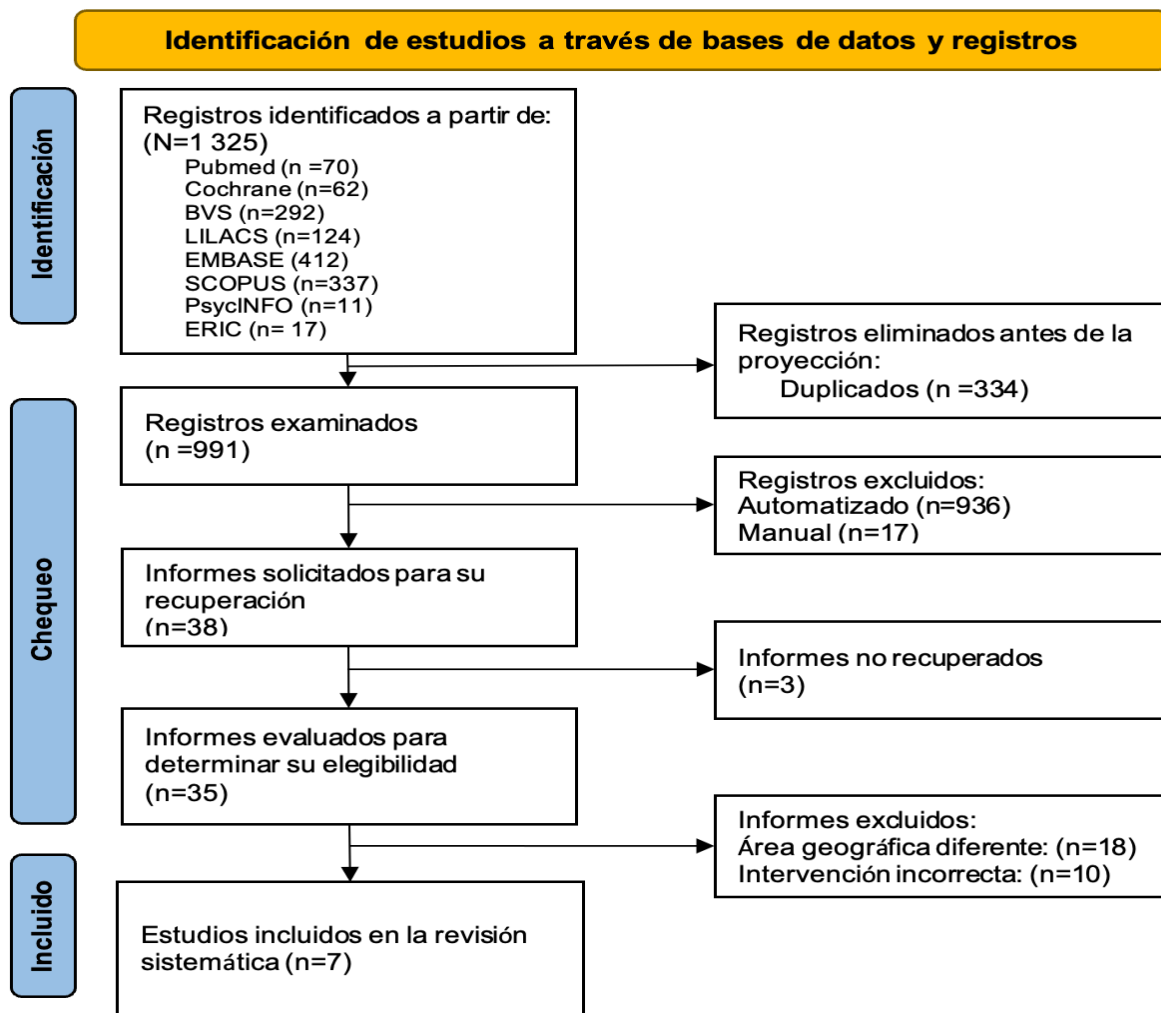 Identificación de estudios a través de bases de datos y registros
Identificación
Registros identificados a partir de:
(N=1 325)
Pubmed (n =70)
Cochrane (n=62)
BVS (n=292)
LILACS (n=124)
EMBASE (412)
SCOPUS (n=337)
PsycINFO (n=11)
ERIC (n= 17)
Registros eliminados antes de la
proyección:
Duplicados (n =334)
Chequeo
Registros examinados
(n =991)
Registros excluidos:
Automatizado (n=936)
Manual (n=17)
Informes solicitados para su
recuperación
(n=38)
Informes no recuperados
(n=3)
Informes evaluados para
determinar su elegibilidad
(n=35)
Informes excluidos:
Área geográfica diferente: (n=18)
Intervención incorrecta: (n=10)
Incluido
Estudios incluidos en la revisión
sistemática (n=7)